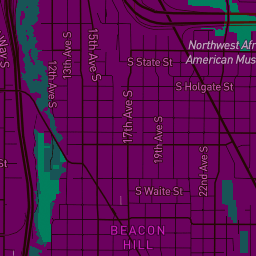 Northwest Afr
American Mus
S State St
S Holgate St
Way S
12th Ave S
13th Ave S
15th Ave S
17th Ave S
19th Ave S
22nd Ave S
St
S Waite St
BEACON
HILL